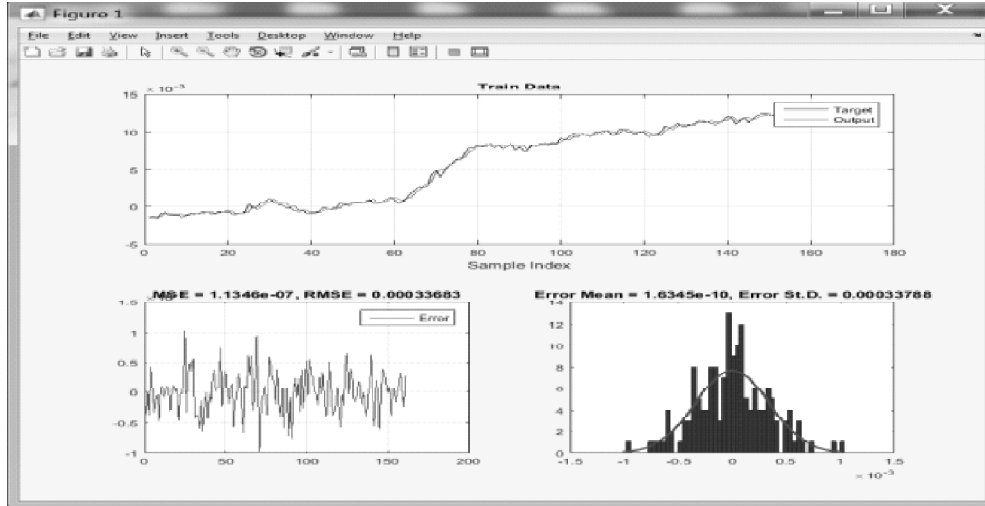 Figuro 1
File Edit View Insert Tools Desktop Window Help
Train Data
× 10⁻³
15
10
5
0
-5
0 20 40 60 80 100 120 140 160 180
Sample Index
Target
Output
MSE = 1.1346e-07, RMSE = 0.00033683
1.5
1
0.5
0
-0.5
-1
0 50 100 150 200
Error
Error Mean = 1.6345e-10, Error St.D. = 0.00033788
14
12
10
8
6
4
2
0
-1.5 -1 -0.5 0 0.5 1 1.5
× 10⁻³